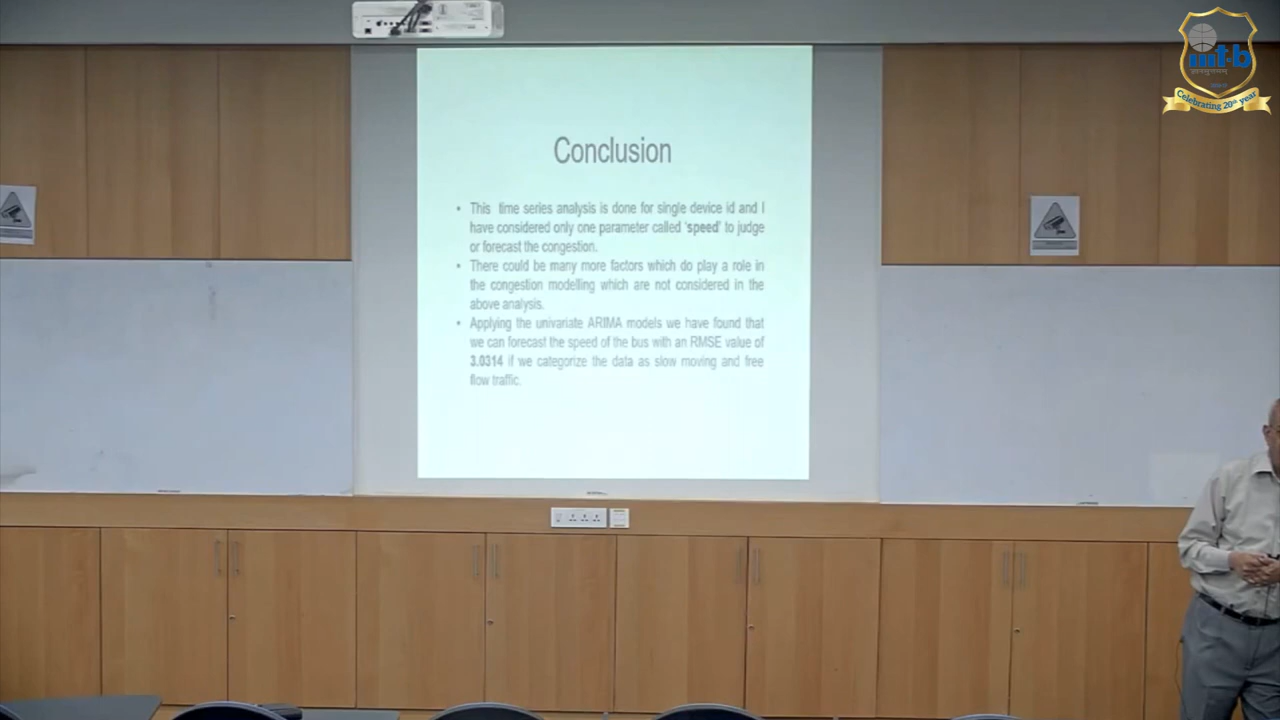 iiit-b
Celebrating 20th year
Conclusion
• This time series analysis is done for single device id and I
have considered only one parameter called 'speed' to judge
or forecast the congestion.
• There could be many more factors which do play a role in
the congestion modelling which are not considered in the
above analysis.
• Applying the univariate ARIMA models we have found that
we can forecast the speed of the bus with an RMSE value of
3.0314 if we categorize the data as slow moving and free
flow traffic.